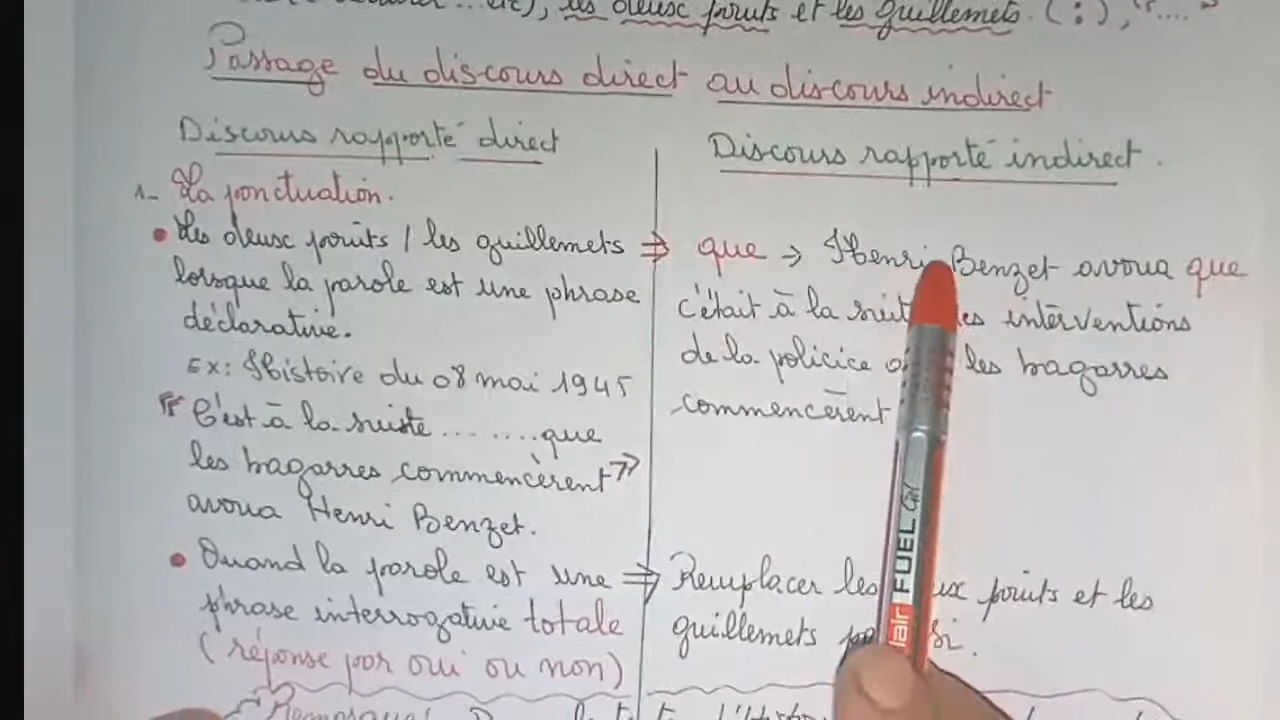 les deux points et les guillemets. (:), "...."
Passage du discours direct au discours indirect
Discours rapporté direct
1- La ponctuation.
Les deux points / les guillemets ⇒
lorsque la parole est une phrase
déclarative.
Ex: Histoire du 08 mai 1945
"C'est à la suite ........ que
les bagarres commencèrent"
avoua Henri Benzet.
Quand la parole est une ⇒
phrase interrogative totale
(réponse par oui ou non)
Discours rapporté indirect.
que → Henri Benzet avoua que
c'était à la suite des interventions
de la policice les bagarres
commencèrent
Remplacer les deux points et les
guillemets par si.
Remarque:
FUEL
lair